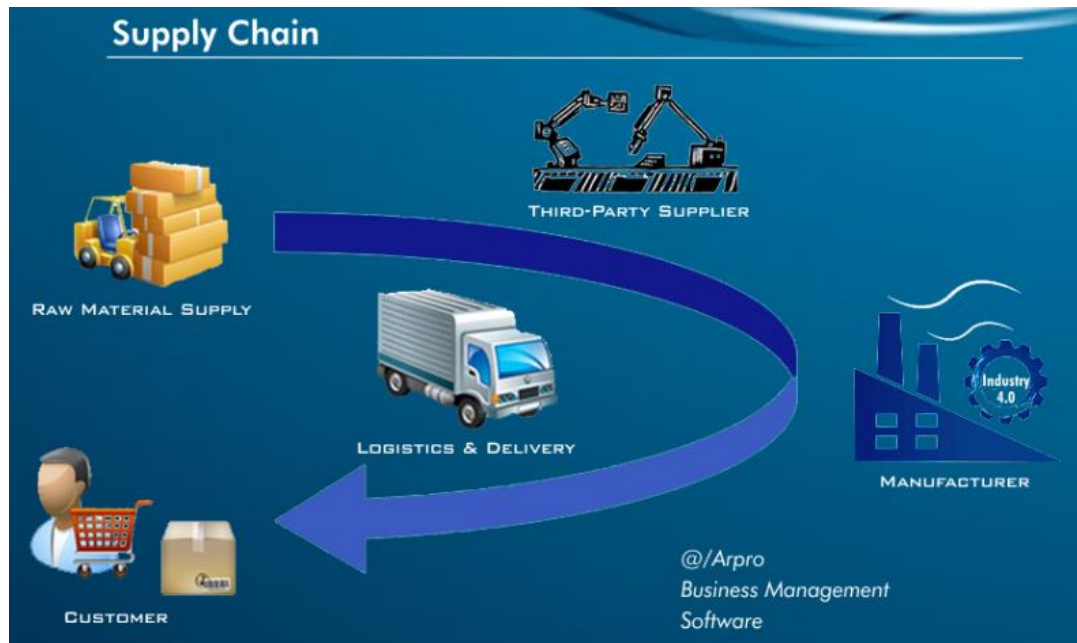 Supply Chain
THIRD-PARTY SUPPLIER
RAW MATERIAL SUPPLY
LOGISTICS & DELIVERY
Industry
4.0
MANUFACTURER
CUSTOMER
@/Arpro
Business Management
Software